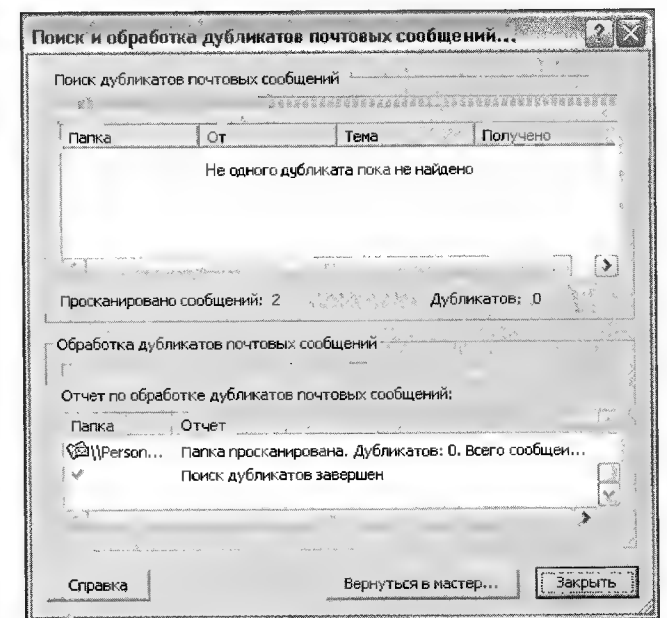 Поиск и обработка дубликатов почтовых сообщений...
Поиск дубликатов почтовых сообщений
Папка От Тема Получено
Не одного дубликата пока не найдено
Просканировано сообщений: 2 Дубликатов: 0
Обработка дубликатов почтовых сообщений
Отчет по обработке дубликатов почтовых сообщений:
Папка Отчет
\\Person... Папка просканирована. Дубликатов: 0. Всего сообщеи...
Поиск дубликатов завершен
Справка Вернуться в мастер... Закрыть